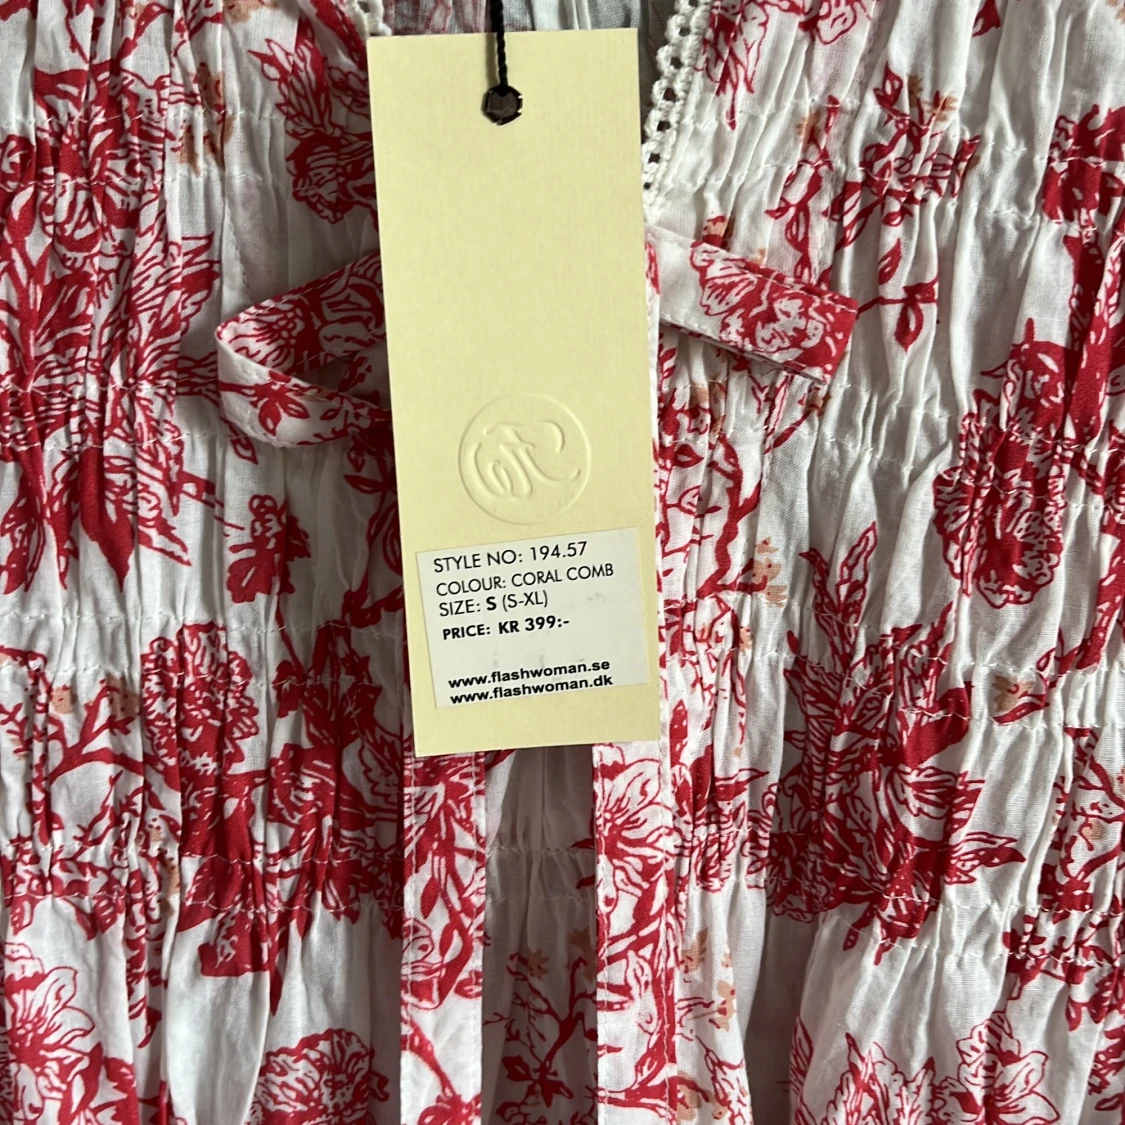 STYLE NO: 194.57
COLOUR: CORAL COMB
SIZE: S (S-XL)
PRICE: KR 399:-
www.flashwoman.se
www.flashwoman.dk